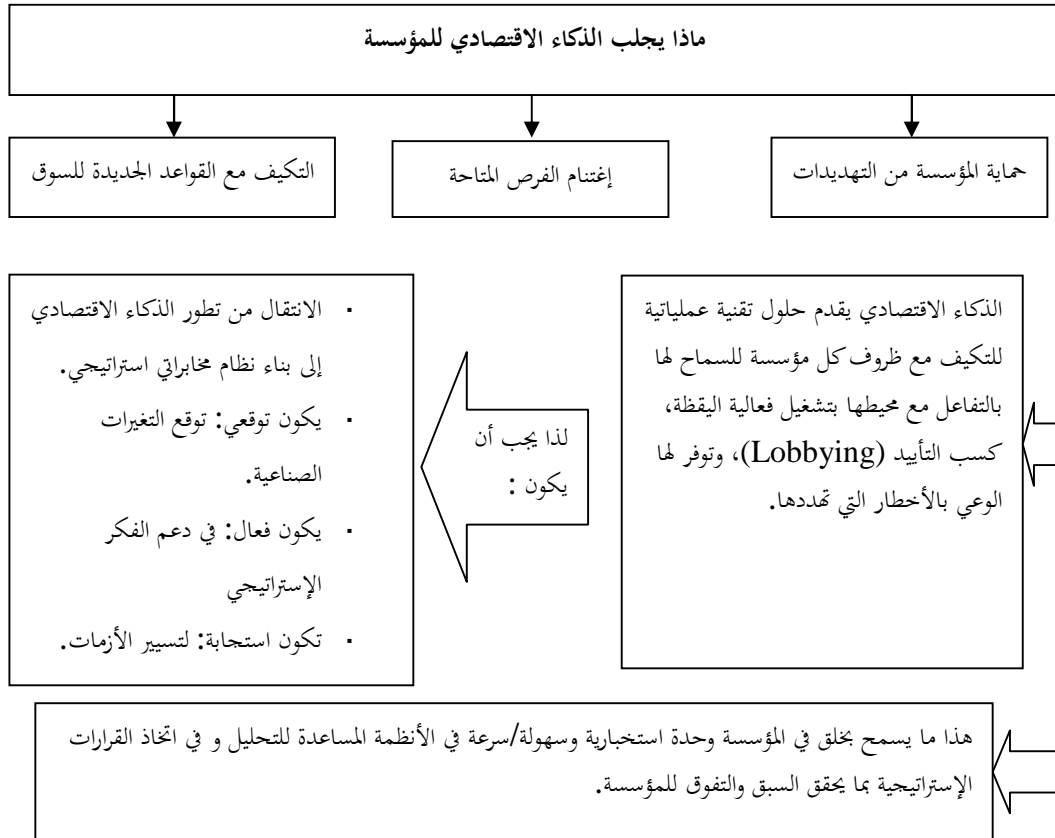 ماذا يجلب الذكاء الاقتصادي للمؤسسة
حماية المؤسسة من التهديدات
إغتنام الفرص المتاحة
التكيف مع القواعد الجديدة للسوق
الذكاء الاقتصادي يقدم حلول تقنية عملياتية
للتكيف مع ظروف كل مؤسسة للسماح لها
بالتفاعل مع محيطها بتشغيل فعالية اليقظة،
كسب التأييد (Lobbying)، وتوفر لها
الوعي بالأخطار التي تهددها.
لذا يجب أن
يكون :
▪ الانتقال من تطور الذكاء الاقتصادي
إلى بناء نظام مخابراتي استراتيجي.
▪ يكون توقعي: توقع التغيرات
الصناعية.
▪ يكون فعال: في دعم الفكر
الإستراتيجي
▪ تكون استجابة: لتسيير الأزمات.
هذا ما يسمح بخلق في المؤسسة وحدة استخبارية وسهولة/سرعة في الأنظمة المساعدة للتحليل و في اتخاذ القرارات
الإستراتيجية بما يحقق السبق والتفوق للمؤسسة.